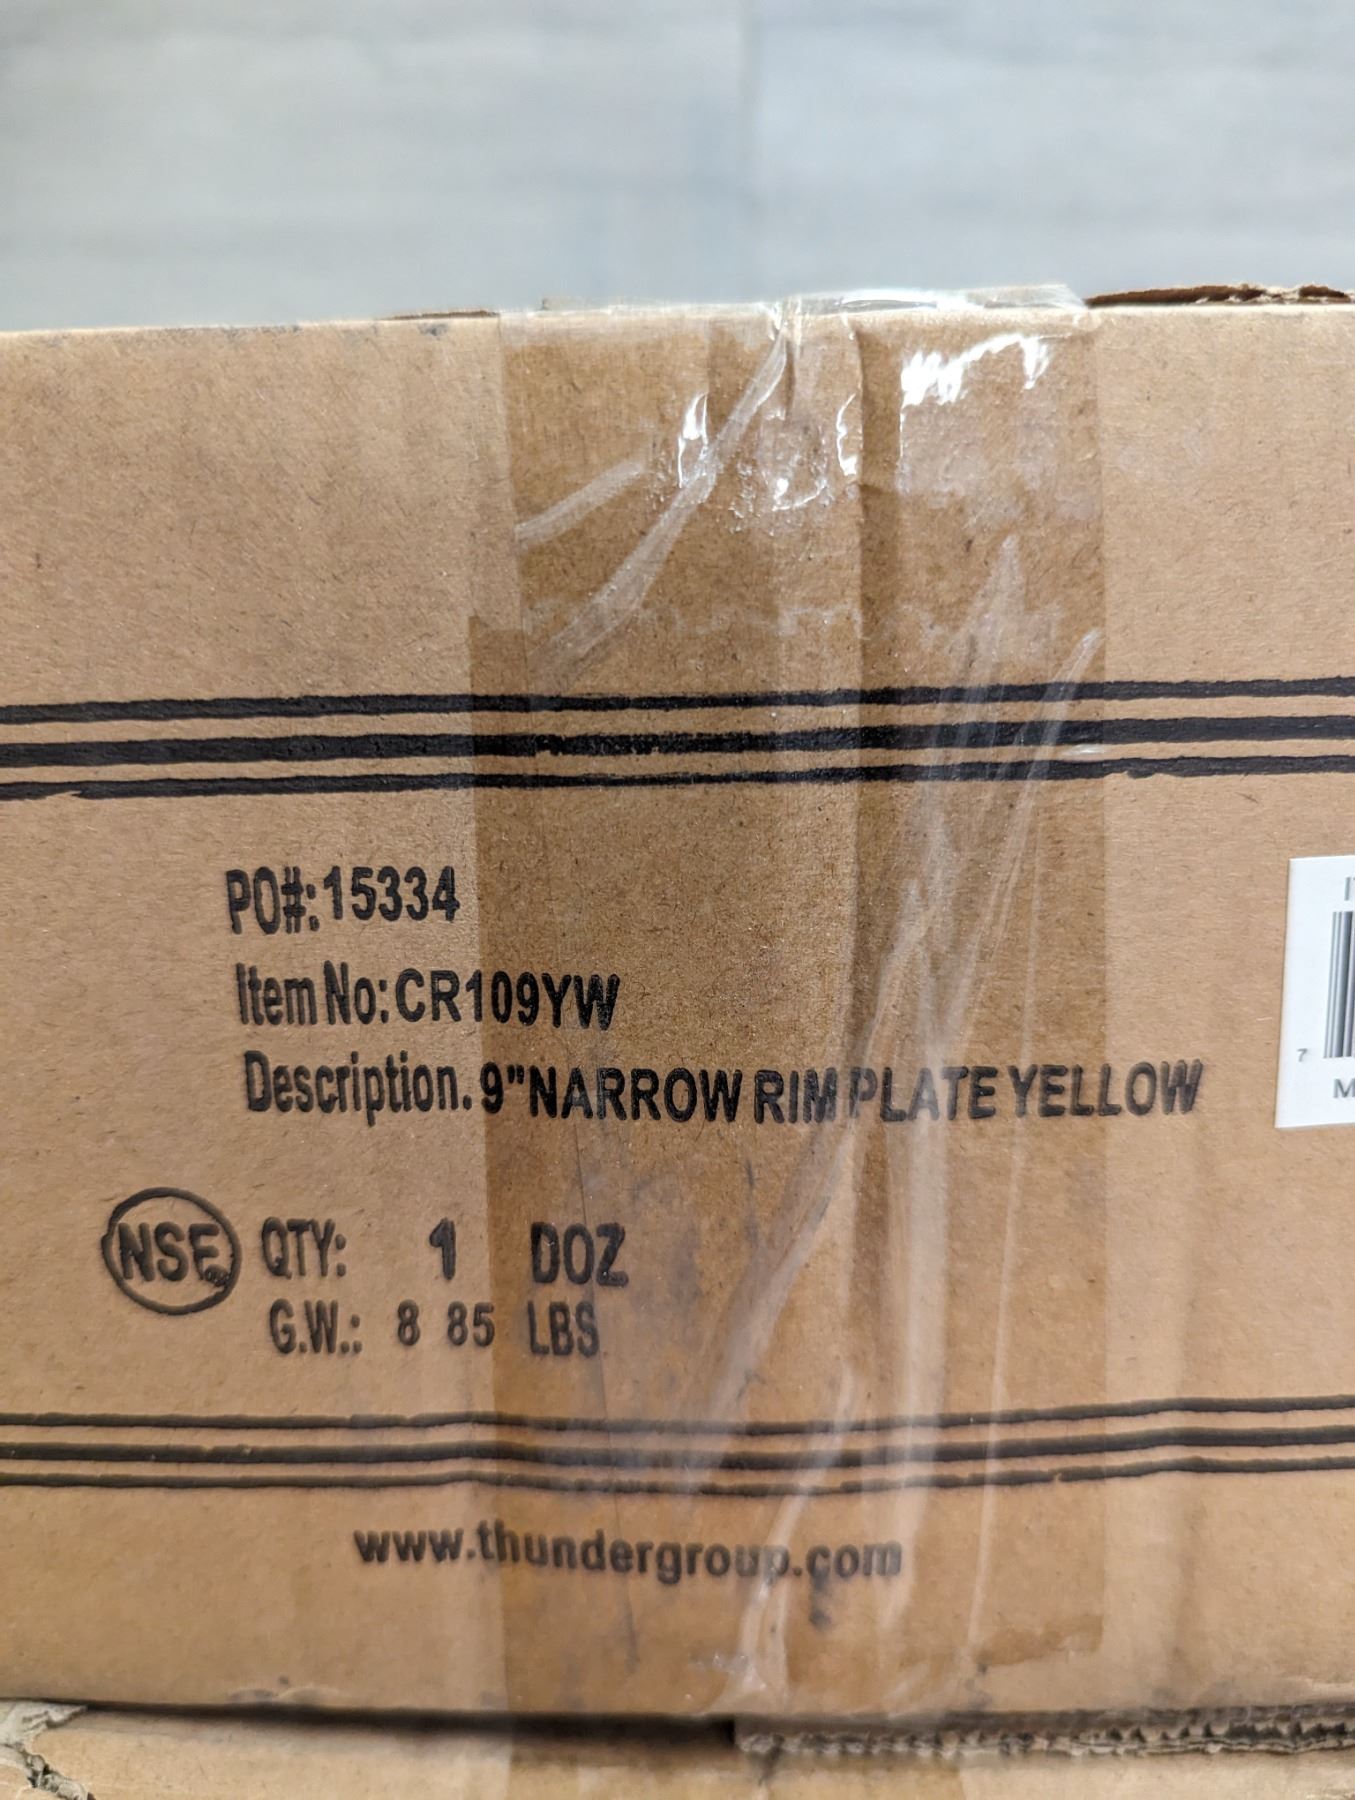 PO#:15334
Item No:CR109YW
Description. 9"NARROW RIM PLATE YELLOW
NSF QTY: 1 DOZ
G.W.: 8 85 LBS
www.thundergroup.com
7
M